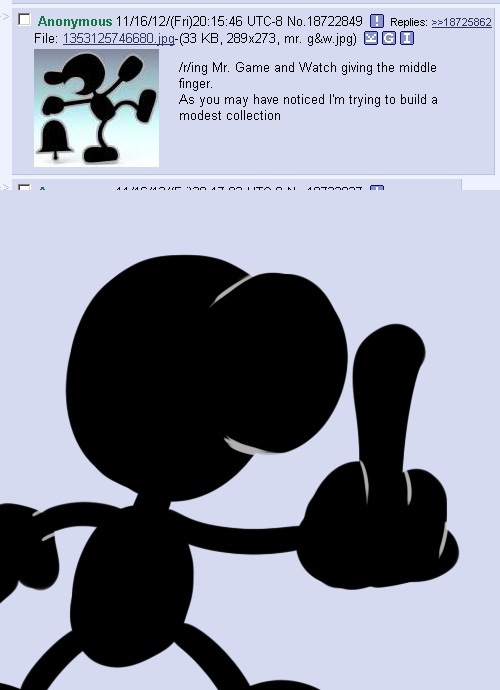 Anonymous 11/16/12(Fri)20:15:46 UTC-8 No.18722849 ! Replies: >>18725862
File: 1353125746680.jpg-(33 KB, 289x273, mr. g&w.jpg) K G I
/r/ing Mr. Game and Watch giving the middle
finger.
As you may have noticed I'm trying to build a
modest collection